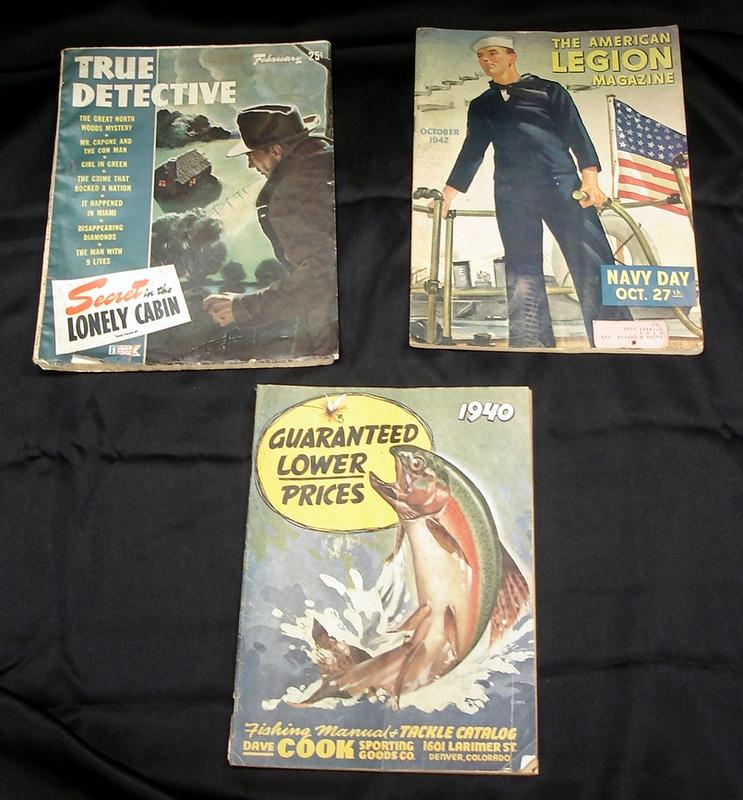 TRUE
DETECTIVE
February 25¢
THE GREAT NORTH
WOODS MYSTERY
MR. CAPONE AND
THE CON MAN
GIRL IN GREEN
THE CRIME THAT
ROCKED A NATION
IT HAPPENED
IN MIAMI
DISAPPEARING
DIAMONDS
THE MAN WITH
9 LIVES
Secret in the
LONELY CABIN
THE AMERICAN
LEGION
MAGAZINE
OCTOBER
1942
NAVY DAY
OCT. 27th
1940
GUARANTEED
LOWER
PRICES
Fishing Manual & TACKLE CATALOG
DAVE COOK SPORTING GOODS CO. 1601 LARIMER ST.
DENVER, COLORADO